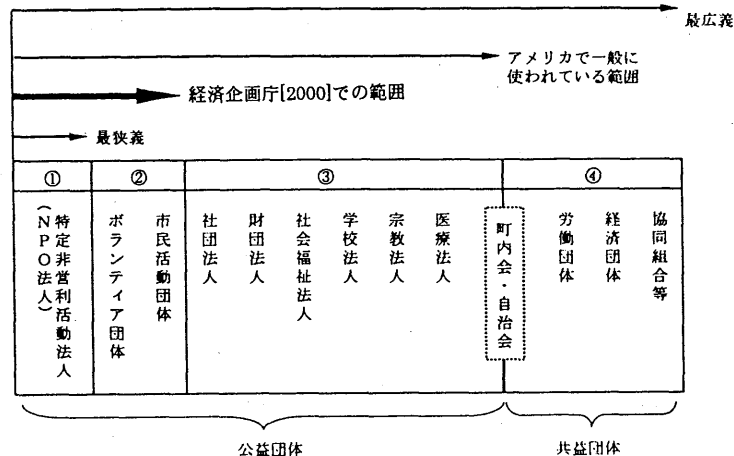 最広義
アメリカで一般に
使われている範囲
経済企画庁[2000]での範囲
最狭義
①
②
③
④
特定非営利活動法人
(NPO法人)
ボランティア団体
市民活動団体
社団法人
財団法人
社会福祉法人
学校法人
宗教法人
医療法人
町内会・自治会
労働団体
経済団体
協同組合等
公益団体
共益団体